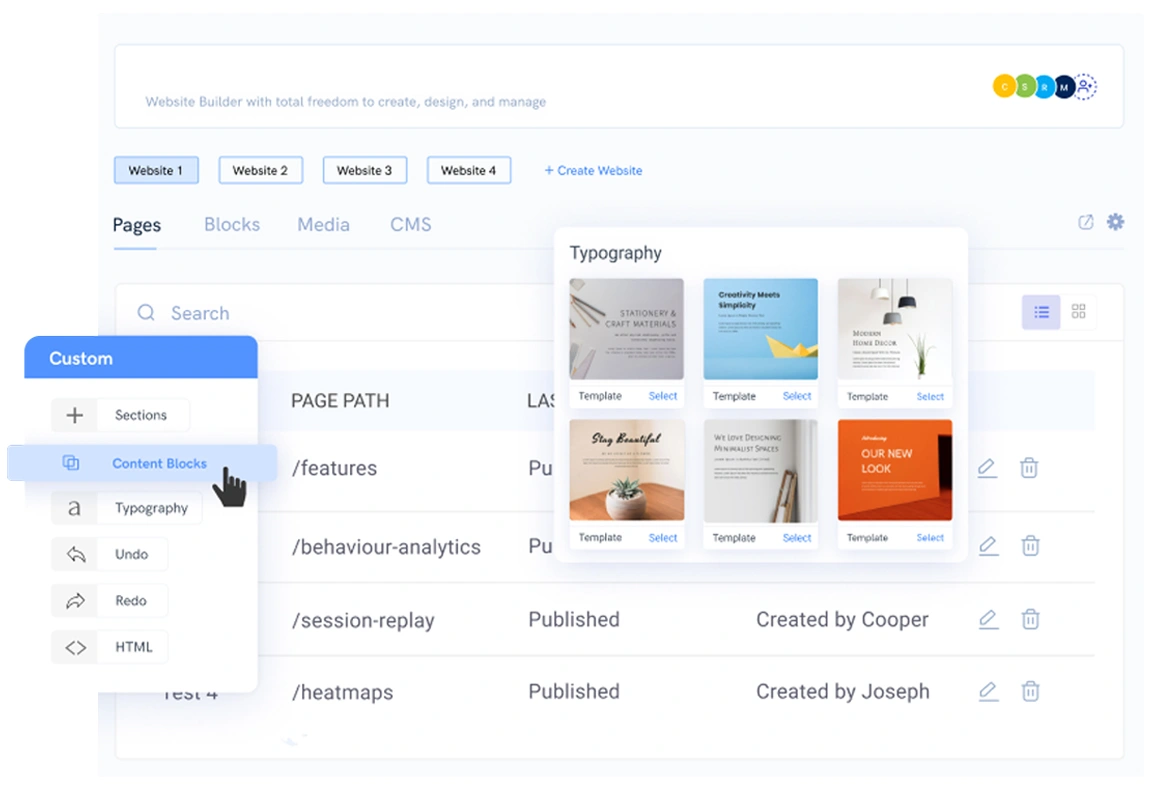 Website Builder with total freedom to create, design, and manage
C S R M
Website 1
Website 2
Website 3
Website 4
+ Create Website
Pages
Blocks
Media
CMS
Search
Custom
Sections
Content Blocks
a Typography
Undo
Redo
HTML
PAGE PATH
LAS
/features
Pu
/behaviour-analytics
Pu
/session-replay
Published
Created by Cooper
Test 4
/heatmaps
Published
Created by Joseph
Typography
STATIONERY &
CRAFT MATERIALS
Template
Select
Creativity Meets
Simplicity
Template
Select
Modern
Home Decor
Template
Select
Stay Beautiful
Template
Select
We Love Designing
Minimalist Spaces
Template
Select
Introducing
OUR NEW
LOOK
Template
Select